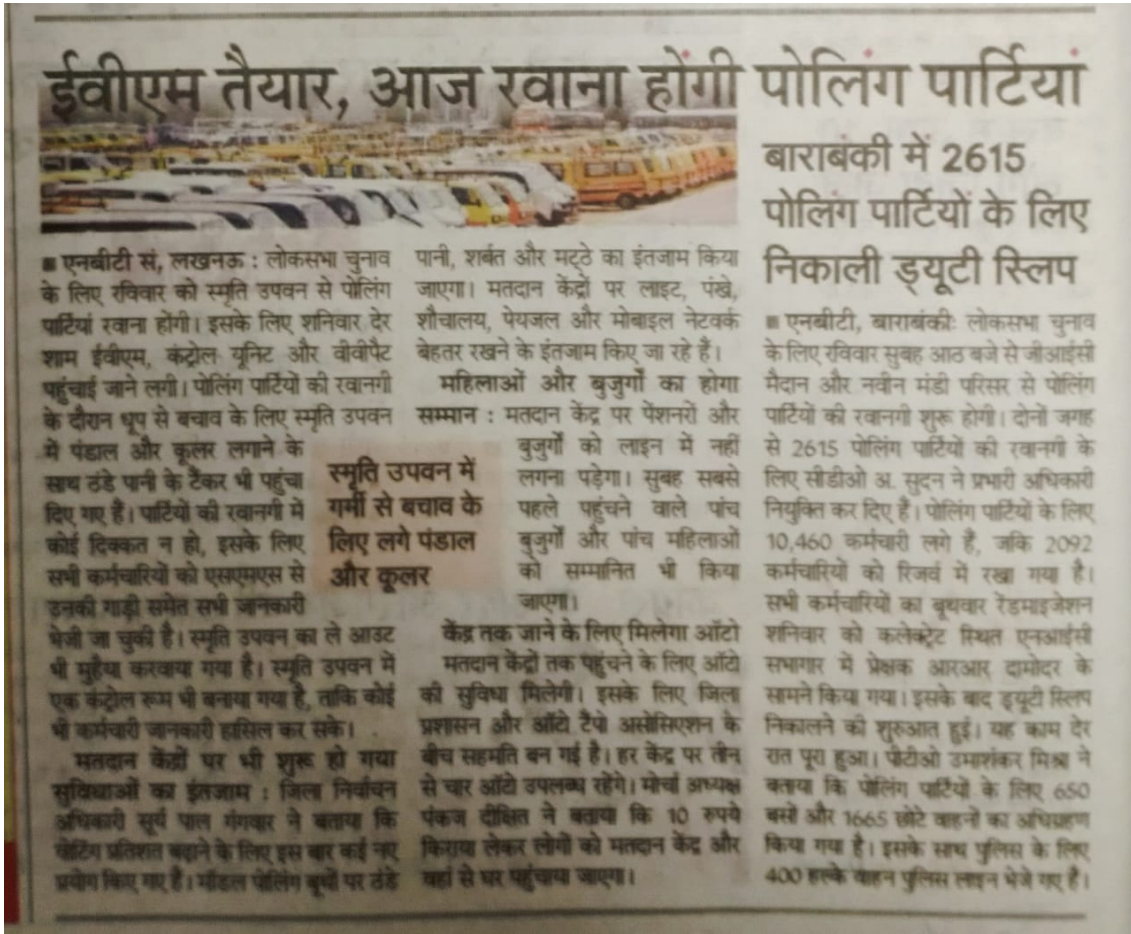 ईवीएम तैयार, आज रवाना होंगी पोलिंग पार्टियां
■ एनबीटी सं, लखनऊ : लोकसभा चुनाव
के लिए रविवार को स्मृति उपवन से पोलिंग
पार्टियां रवाना होंगी। इसके लिए शनिवार देर
शाम ईवीएम, कंट्रोल यूनिट और वीवीपैट
पहुंचाई जाने लगी। पोलिंग पार्टियों की रवानगी
के दौरान धूप से बचाव के लिए स्मृति उपवन
में पंडाल और कूलर लगाने के
साथ ठंडे पानी के टैंकर भी पहुंचा
दिए गए हैं। पार्टियों की रवानगी में
कोई दिक्कत न हो, इसके लिए
सभी कर्मचारियों को एसएमएस से
उनकी गाड़ी समेत सभी जानकारी
भेजी जा चुकी है। स्मृति उपवन का ले आउट
भी मुहैया करवाया गया है। स्मृति उपवन में
एक कंट्रोल रूम भी बनाया गया है, ताकि कोई
भी कर्मचारी जानकारी हासिल कर सके।
मतदान केंद्रों पर भी शुरू हो गया
सुविधाओं का इंतजाम : जिला निर्वाचन
अधिकारी सूर्य पाल गंगवार ने बताया कि
वोटिंग प्रतिशत बढ़ाने के लिए इस बार कई नए
प्रयोग किए गए हैं। मॉडल पोलिंग बूथों पर ठंडे
स्मृति उपवन में
गर्मी से बचाव के
लिए लगे पंडाल
और कूलर
पानी, शर्बत और मट्ठे का इंतजाम किया
जाएगा। मतदान केंद्रों पर लाइट, पंखे,
शौचालय, पेयजल और मोबाइल नेटवर्क
बेहतर रखने के इंतजाम किए जा रहे हैं।
महिलाओं और बुजुर्गों का होगा
सम्मान : मतदान केंद्र पर पेंशनरों और
बुजुर्गों को लाइन में नहीं
लगना पड़ेगा। सुबह सबसे
पहले पहुंचने वाले पांच
बुजुर्गों और पांच महिलाओं
को सम्मानित भी किया
जाएगा।
केंद्र तक जाने के लिए मिलेगा ऑटो
मतदान केंद्रों तक पहुंचने के लिए ऑटो
की सुविधा मिलेगी। इसके लिए जिला
प्रशासन और ऑटो टैंपो असोसिएशन के
बीच सहमति बन गई है। हर केंद्र पर तीन
से चार ऑटो उपलब्ध रहेंगे। मोर्चा अध्यक्ष
पंकज दीक्षित ने बताया कि 10 रुपये
किराया लेकर लोगों को मतदान केंद्र और
वहां से घर पहुंचाया जाएगा।
बाराबंकी में 2615
पोलिंग पार्टियों के लिए
निकाली ड्यूटी स्लिप
■ एनबीटी, बाराबंकी: लोकसभा चुनाव
के लिए रविवार सुबह आठ बजे से जीआईसी
मैदान और नवीन मंडी परिसर से पोलिंग
पार्टियों की रवानगी शुरू होगी। दोनों जगह
से 2615 पोलिंग पार्टियों की रवानगी के
लिए सीडीओ अ. सुदन ने प्रभारी अधिकारी
नियुक्ति कर दिए हैं। पोलिंग पार्टियों के लिए
10,460 कर्मचारी लगे हैं, जकि 2092
कर्मचारियों को रिजर्व में रखा गया है।
सभी कर्मचारियों का बूथवार रेंडमाइजेशन
शनिवार को कलेक्ट्रेट स्थित एनआईसी
सभागार में प्रेक्षक आरआर दामोदर के
सामने किया गया। इसके बाद ड्यूटी स्लिप
निकालने की शुरुआत हुई। यह काम देर
रात पूरा हुआ। पीटीओ उमाशंकर मिश्रा ने
बताया कि पोलिंग पार्टियों के लिए 650
बसों और 1665 छोटे वाहनों का अधिग्रहण
किया गया है। इसके साथ पुलिस के लिए
400 हल्के वाहन पुलिस लाइन भेजे गए हैं।